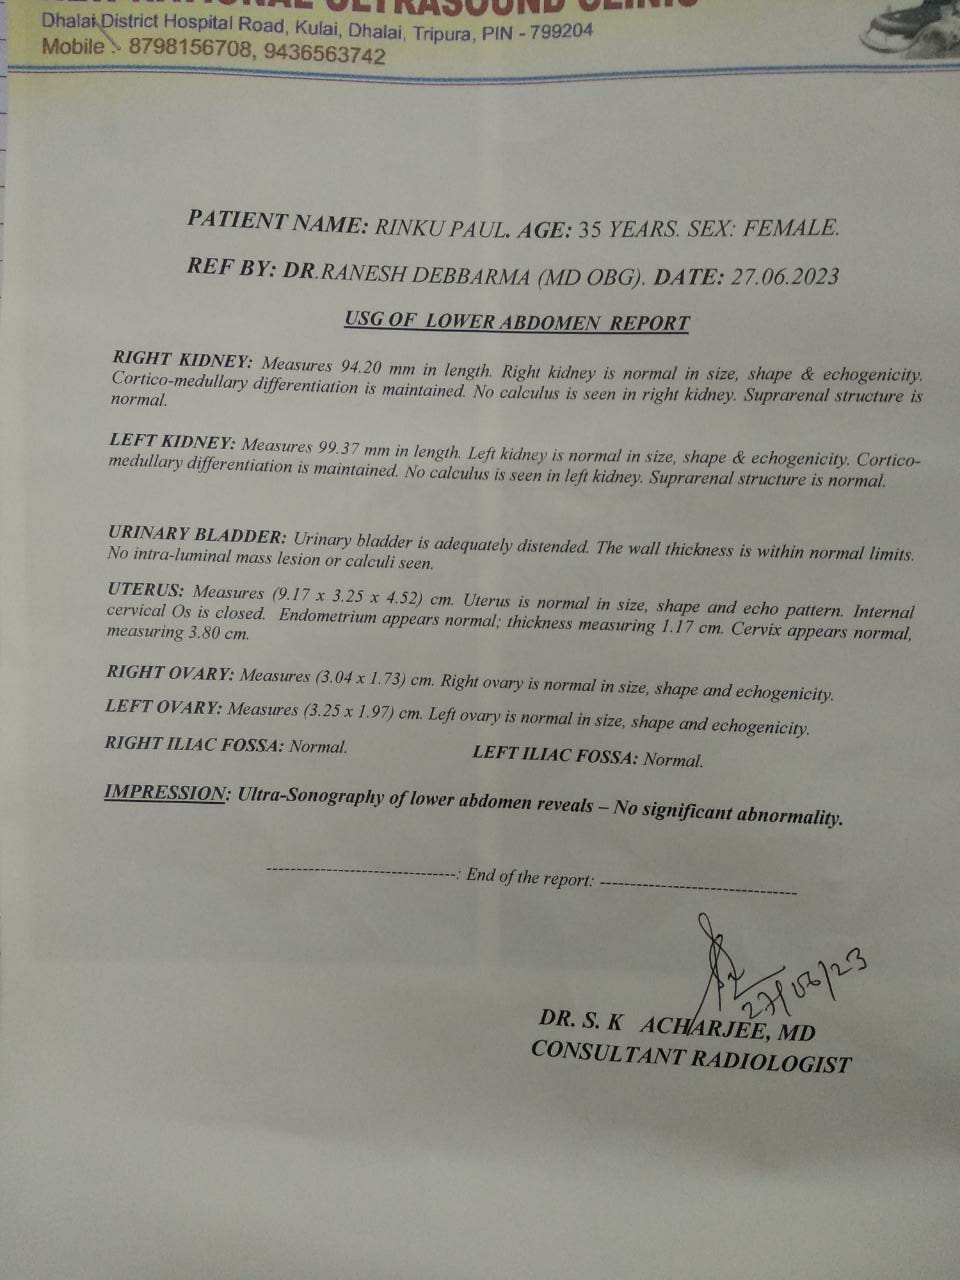 ULTRASOUND CLINIC
Dhalai District Hospital Road, Kulai, Dhalai, Tripura, PIN - 799204
Mobile :- 8798156708, 9436563742
PATIENT NAME: RINKU PAUL. AGE: 35 YEARS. SEX: FEMALE.
REF BY: DR.RANESH DEBBARMA (MD OBG). DATE: 27.06.2023
USG OF LOWER ABDOMEN REPORT
RIGHT KIDNEY: Measures 94.20 mm in length. Right kidney is normal in size, shape & echogenicity.
Cortico-medullary differentiation is maintained. No calculus is seen in right kidney. Suprarenal structure is
normal.
LEFT KIDNEY: Measures 99.37 mm in length. Left kidney is normal in size, shape & echogenicity. Cortico-
medullary differentiation is maintained. No calculus is seen in left kidney. Suprarenal structure is normal.
URINARY BLADDER: Urinary bladder is adequately distended. The wall thickness is within normal limits.
No intra-luminal mass lesion or calculi seen.
UTERUS: Measures (9.17 x 3.25 x 4.52) cm. Uterus is normal in size, shape and echo pattern. Internal
cervical Os is closed. Endometrium appears normal; thickness measuring 1.17 cm. Cervix appears normal,
measuring 3.80 cm.
RIGHT OVARY: Measures (3.04 x 1.73) cm. Right ovary is normal in size, shape and echogenicity.
LEFT OVARY: Measures (3.25 x 1.97) cm. Left ovary is normal in size, shape and echogenicity.
RIGHT ILIAC FOSSA: Normal. LEFT ILIAC FOSSA: Normal.
IMPRESSION: Ultra-Sonography of lower abdomen reveals – No significant abnormality.
--------------------------------: End of the report: ---------------------------------
27/06/23
DR. S. K ACHARJEE, MD
CONSULTANT RADIOLOGIST